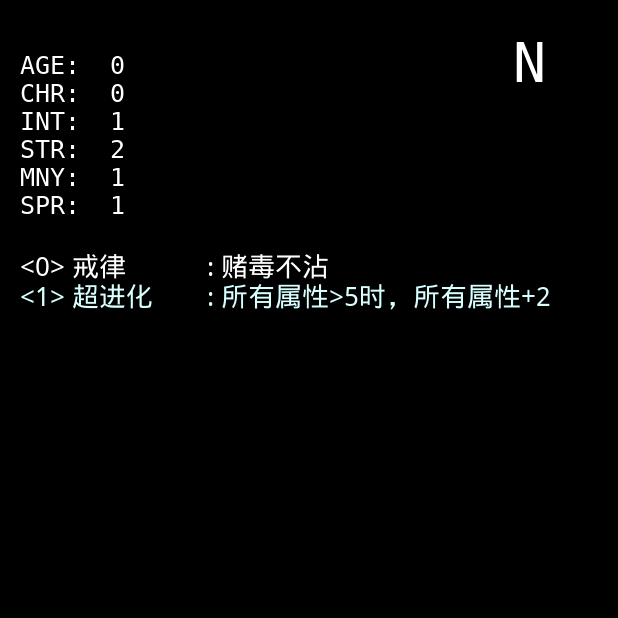 N
AGE: 0
CHR: 0
INT: 1
STR: 2
MNY: 1
SPR: 1
<0> 戒律 : 赌毒不沾
<1> 超进化 : 所有属性>5时，所有属性+2